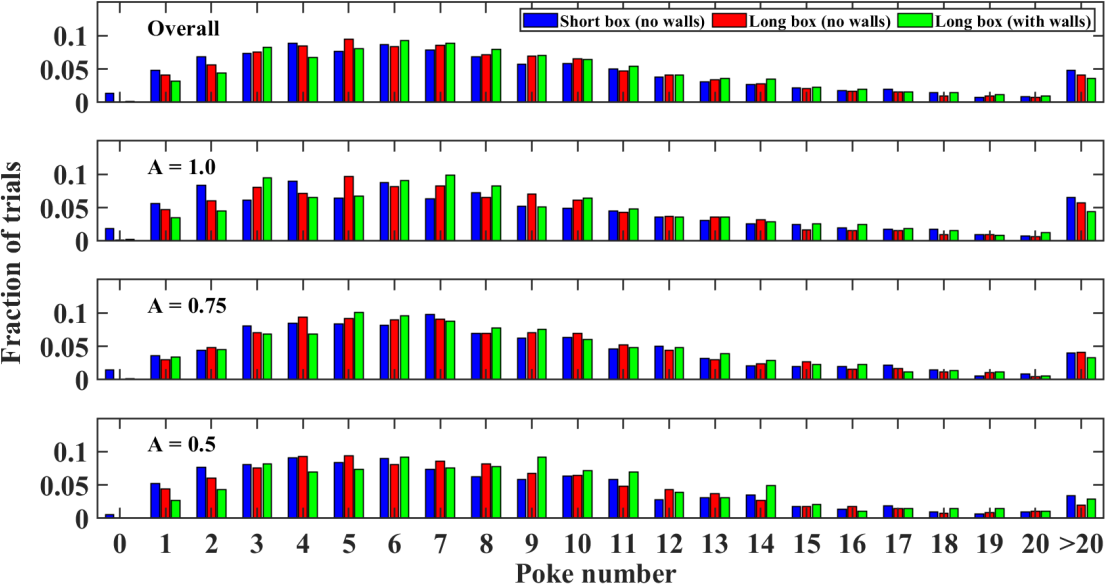 Overall
Short box (no walls) Long box (no walls) Long box (with walls)
0.1
0.05
0
A = 1.0
0.1
0.05
0
A = 0.75
0.1
0.05
0
A = 0.5
0.1
0.05
0
Fraction of trials
0 1 2 3 4 5 6 7 8 9 10 11 12 13 14 15 16 17 18 19 20 >20
Poke number